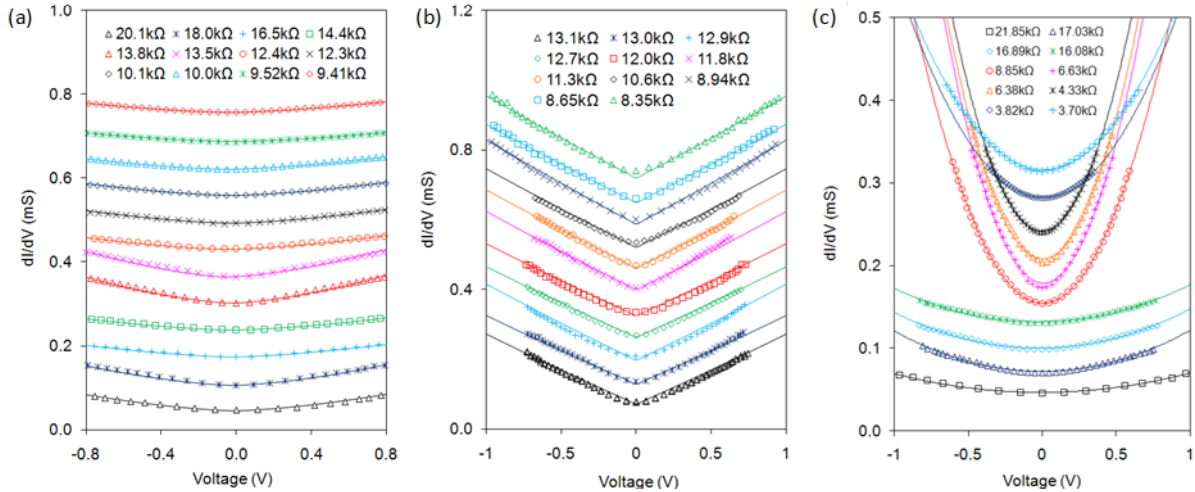 (a)
1.0
20.1kΩ 18.0kΩ 16.5kΩ 14.4kΩ
13.8kΩ 13.5kΩ 12.4kΩ 12.3kΩ
10.1kΩ 10.0kΩ 9.52kΩ 9.41kΩ
0.8
0.6
0.4
0.2
0.0
dI/dV (mS)
-0.8 -0.4 0.0 0.4 0.8
Voltage (V)
(b)
1.2
13.1kΩ 13.0kΩ 12.9kΩ
12.7kΩ 12.0kΩ 11.8kΩ
11.3kΩ 10.6kΩ 8.94kΩ
8.65kΩ 8.35kΩ
0.8
0.4
0.0
dI/dV (mS)
-1 -0.5 0 0.5 1
Voltage (V)
(c)
0.5
21.85kΩ 17.03kΩ
16.89kΩ 16.08kΩ
8.85kΩ 6.63kΩ
6.38kΩ 4.33kΩ
3.82kΩ 3.70kΩ
0.4
0.3
0.2
0.1
0.0
dI/dV (mS)
-1 -0.5 0 0.5 1
Voltage (V)